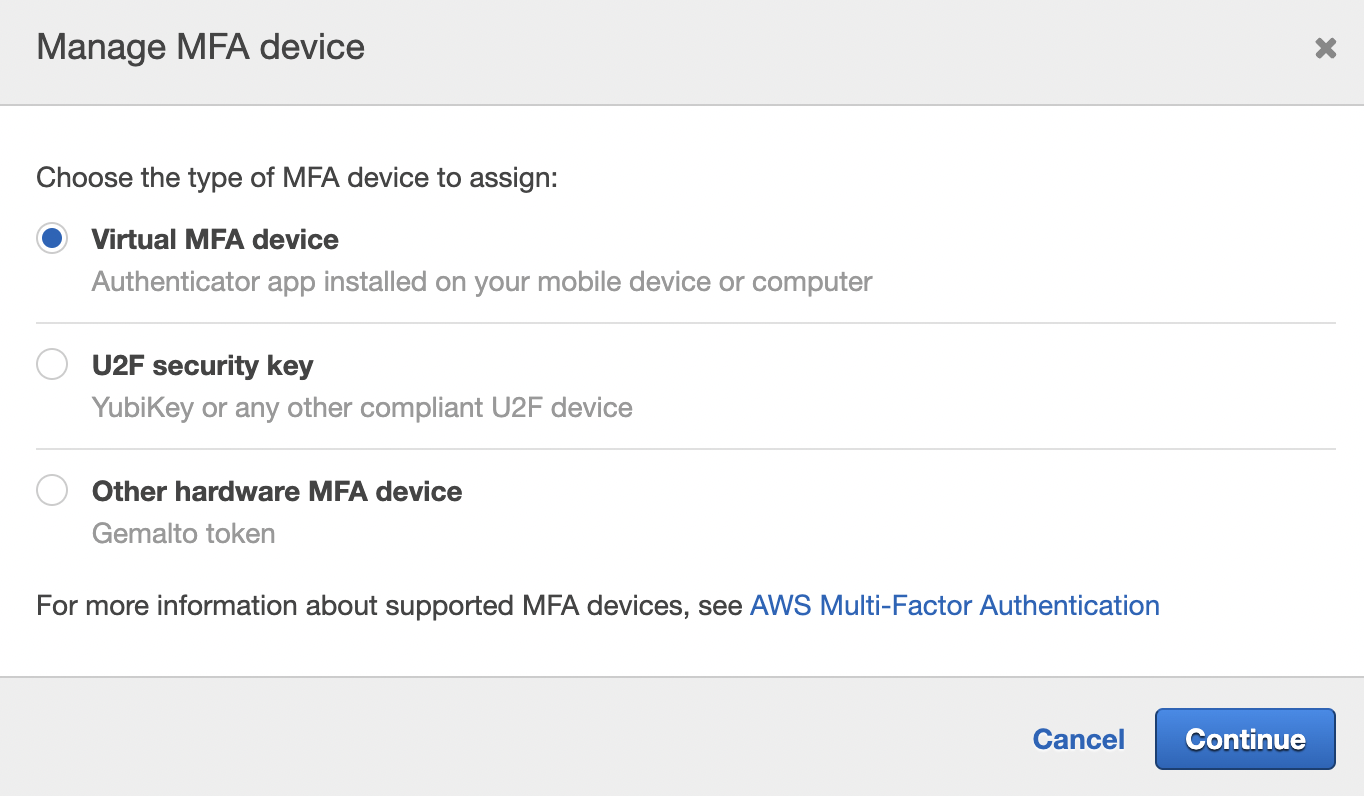 Manage MFA device
Choose the type of MFA device to assign:
Virtual MFA device
Authenticator app installed on your mobile device or computer
U2F security key
YubiKey or any other compliant U2F device
Other hardware MFA device
Gemalto token
For more information about supported MFA devices, see AWS Multi-Factor Authentication
Cancel Continue